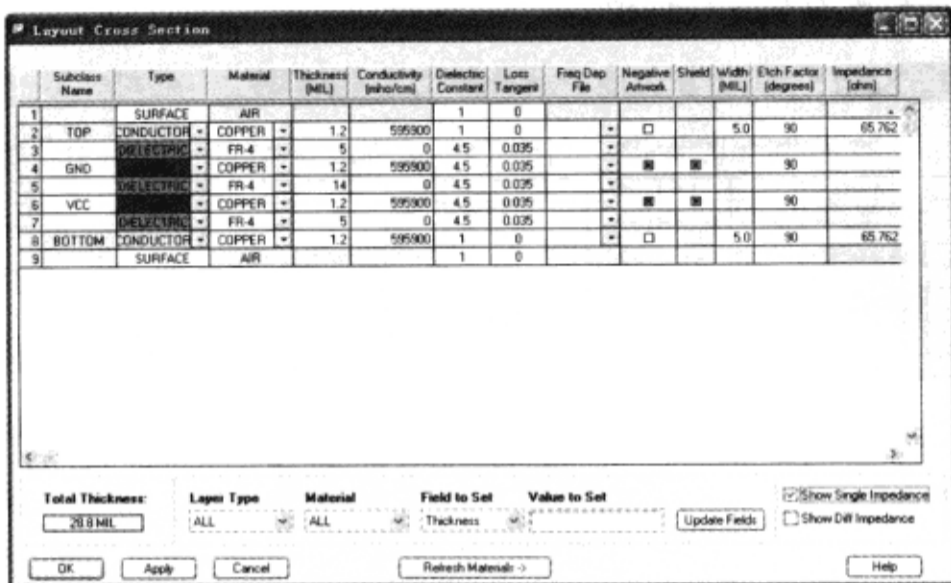 Layout Cross Section
Subclass Name Type Material Thickness (MIL) Conductivity (mho/cm) Dielectric Constant Loss Tangent Freq Dep File Negative Artwork Shield Width (MIL) Etch Factor (degrees) Impedance (ohm)
1 SURFACE AIR 1 0
2 TOP CONDUCTOR COPPER 1.2 595900 1 0 5.0 90 65.762
3 DIELECTRIC FR-4 5 0 4.5 0.035
4 GND COPPER 1.2 595900 4.5 0.035 90
5 DIELECTRIC FR-4 14 0 4.5 0.035
6 VCC COPPER 1.2 595900 4.5 0.035 90
7 DIELECTRIC FR-4 5 0 4.5 0.035
8 BOTTOM CONDUCTOR COPPER 1.2 595900 1 0 5.0 90 65.762
9 SURFACE AIR 1 0
Total Thickness: Layer Type Material Field to Set Value to Set Show Single Impedance
28.8 MIL ALL ALL Thickness Update Fields Show Diff Impedance
OK Apply Cancel Refresh Materials -> Help